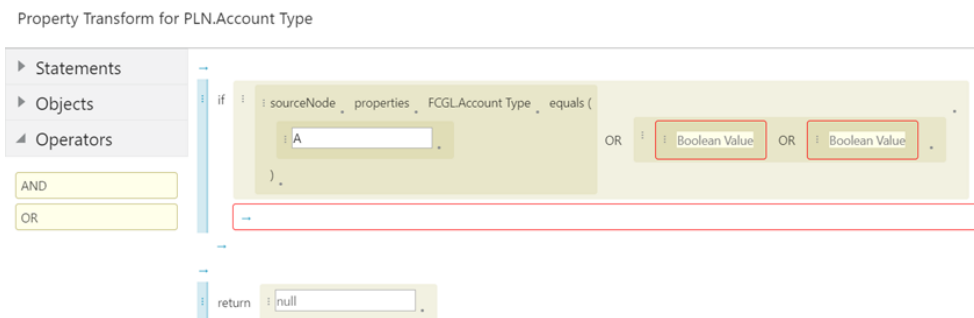 Property Transform for PLN.Account Type
Statements
Objects
Operators
AND
OR
if sourceNode . properties . FCGL.Account Type . equals (
A .
) .
OR Boolean Value OR Boolean Value .
return null .